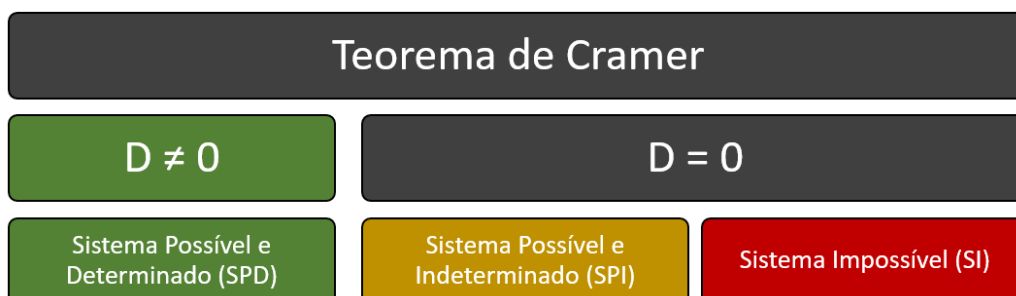 Teorema de Cramer
D ≠ 0
D = 0
Sistema Possível e
Determinado (SPD)
Sistema Possível e
Indeterminado (SPI)
Sistema Impossível (SI)